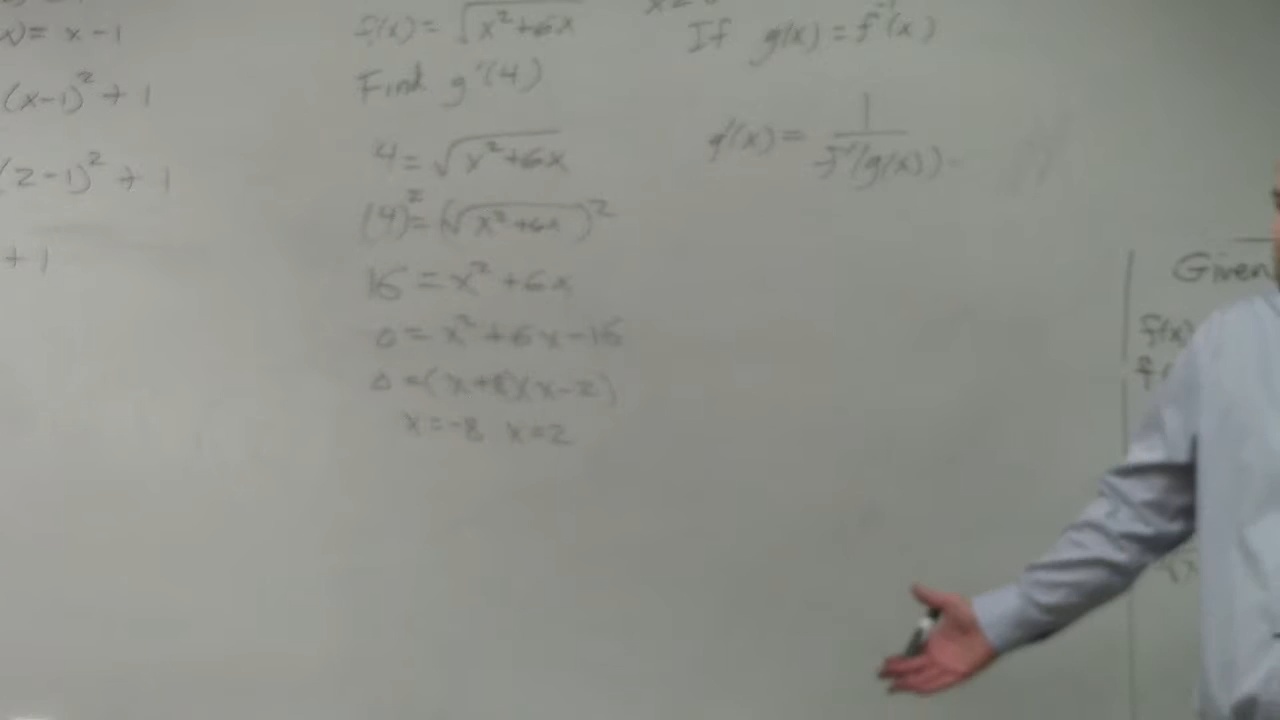 x) = x - 1
(x-1)² + 1
(2-1)² + 1
+ 1
f(x) = √(x²+6x)
Find g'(4)
4 = √(x²+6x)
(4)² = (√(x²+6x))²
16 = x² + 6x
0 = x² + 6x - 16
0 = (x+8)(x-2)
x = -8 x = 2
If g(x) = f⁻¹(x)
g'(x) = 1/f'(g(x))
Given
f(x)
f(